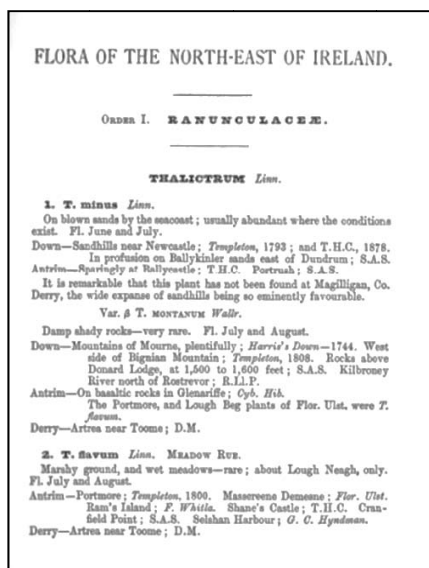 FLORA OF THE NORTH-EAST OF IRELAND.
ORDER I. RANUNCULACEÆ.
THALICTRUM Linn.
1. T. minus Linn.
On blown sands by the seacoast; usually abundant where the conditions
exist. Fl. June and July.
Down—Sandhills near Newcastle; Templeton, 1793; and T.H.C., 1878.
In profusion on Ballykinler sands east of Dundrum; S.A.S.
Antrim—Sparingly at Ballycastle; T.H.C. Portrush; S.A.S.
It is remarkable that this plant has not been found at Magilligan, Co.
Derry, the wide expanse of sandhills being so eminently favourable.
Var. β T. MONTANUM Wallr.
Damp shady rocks—very rare. Fl. July and August.
Down—Mountains of Mourne, plentifully; Harris's Down—1744. West
side of Bignian Mountain; Templeton, 1808. Rocks above
Donard Lodge, at 1,500 to 1,600 feet; S.A.S. Kilbroney
River north of Rostrevor; R.Ll.P.
Antrim—On basaltic rocks in Glenariffe; Cyb. Hib.
The Portmore, and Lough Beg plants of Flor. Ulst. were T.
flavum.
Derry—Artrea near Toome; D.M.
2. T. flavum Linn. MEADOW RUE.
Marshy ground, and wet meadows—rare; about Lough Neagh, only.
Fl. July and August.
Antrim—Portmore; Templeton, 1800. Massereene Demesne; Flor. Ulst.
Ram's Island; F. Whitla. Shane's Castle; T.H.C. Cran-
field Point; S.A.S. Selshan Harbour; G. C. Hyndman.
Derry—Artrea near Toome; D.M.